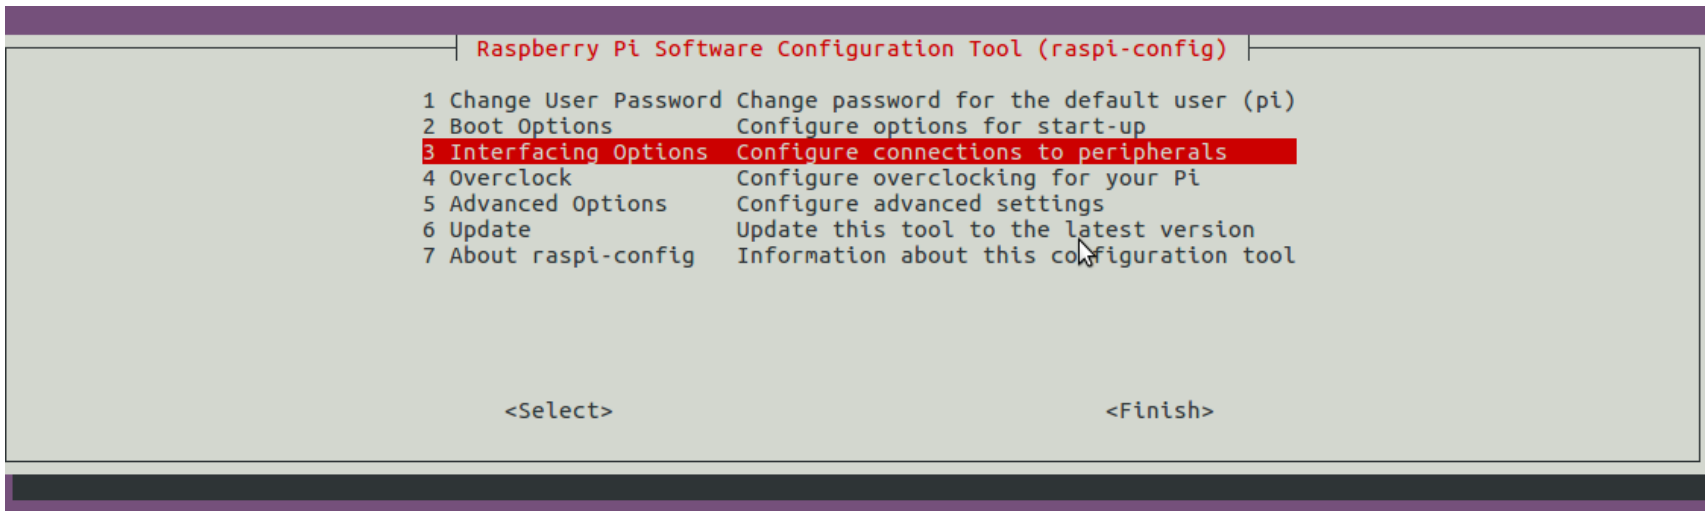 Raspberry Pi Software Configuration Tool (raspi-config)
1 Change User Password Change password for the default user (pi)
2 Boot Options Configure options for start-up
3 Interfacing Options Configure connections to peripherals
4 Overclock Configure overclocking for your Pi
5 Advanced Options Configure advanced settings
6 Update Update this tool to the latest version
7 About raspi-config Information about this configuration tool
<Select> <Finish>